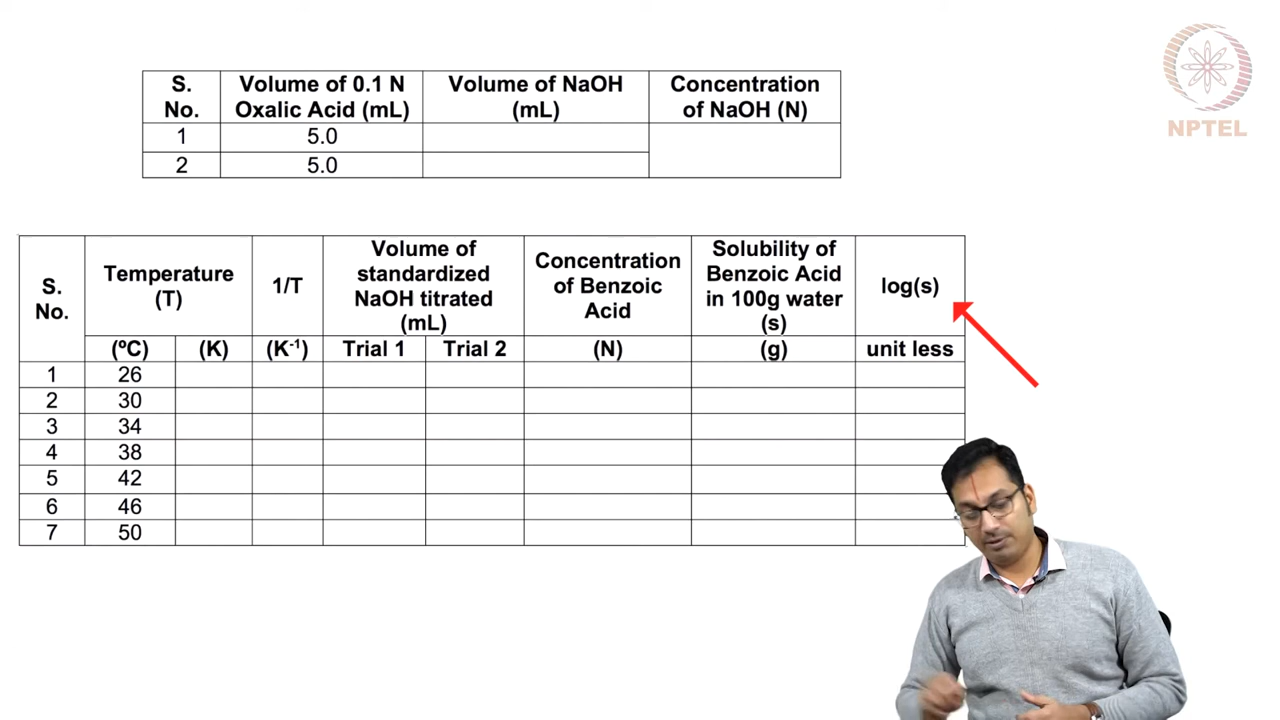 NPTEL
S. No. Volume of 0.1 N Oxalic Acid (mL) Volume of NaOH (mL) Concentration of NaOH (N)
1 5.0
2 5.0
S. No. Temperature (T) 1/T Volume of standardized NaOH titrated (mL) Concentration of Benzoic Acid Solubility of Benzoic Acid in 100g water (s) log(s)
(ºC) (K) (K⁻¹) Trial 1 Trial 2 (N) (g) unit less
1 26
2 30
3 34
4 38
5 42
6 46
7 50